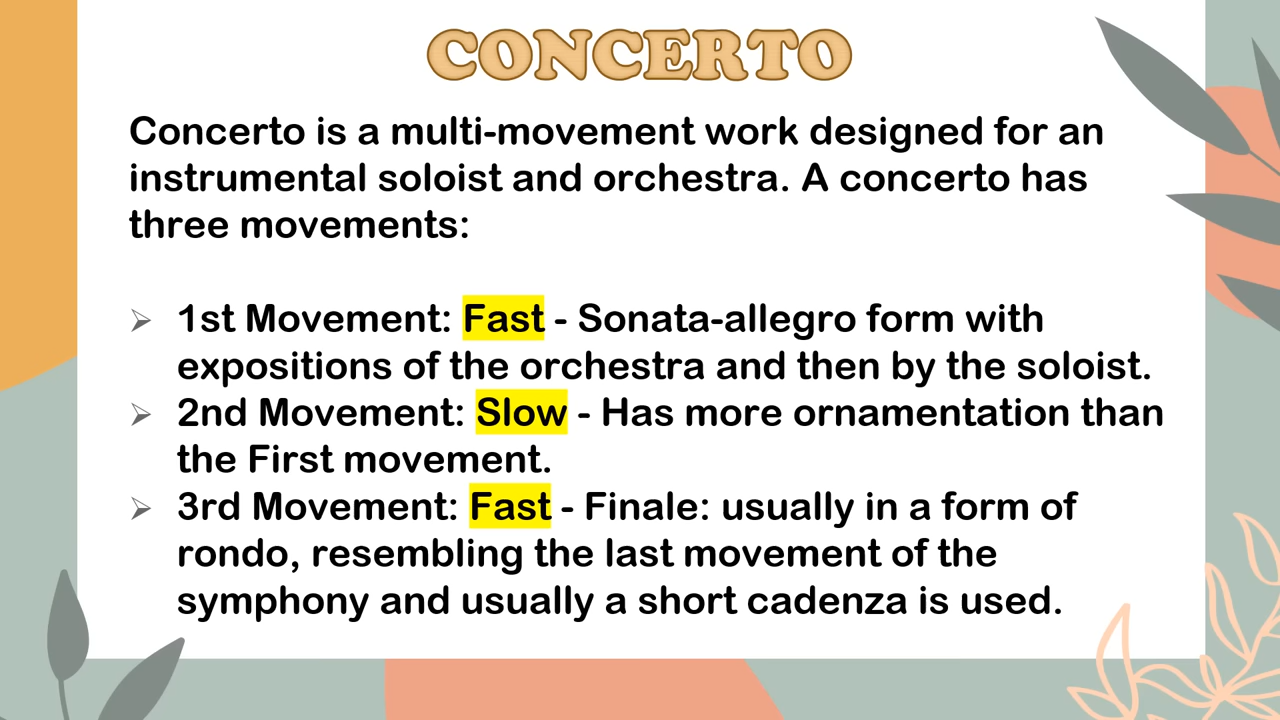 CONCERTO
Concerto is a multi-movement work designed for an
instrumental soloist and orchestra. A concerto has
three movements:
➢ 1st Movement: Fast - Sonata-allegro form with
expositions of the orchestra and then by the soloist.
➢ 2nd Movement: Slow - Has more ornamentation than
the First movement.
➢ 3rd Movement: Fast - Finale: usually in a form of
rondo, resembling the last movement of the
symphony and usually a short cadenza is used.